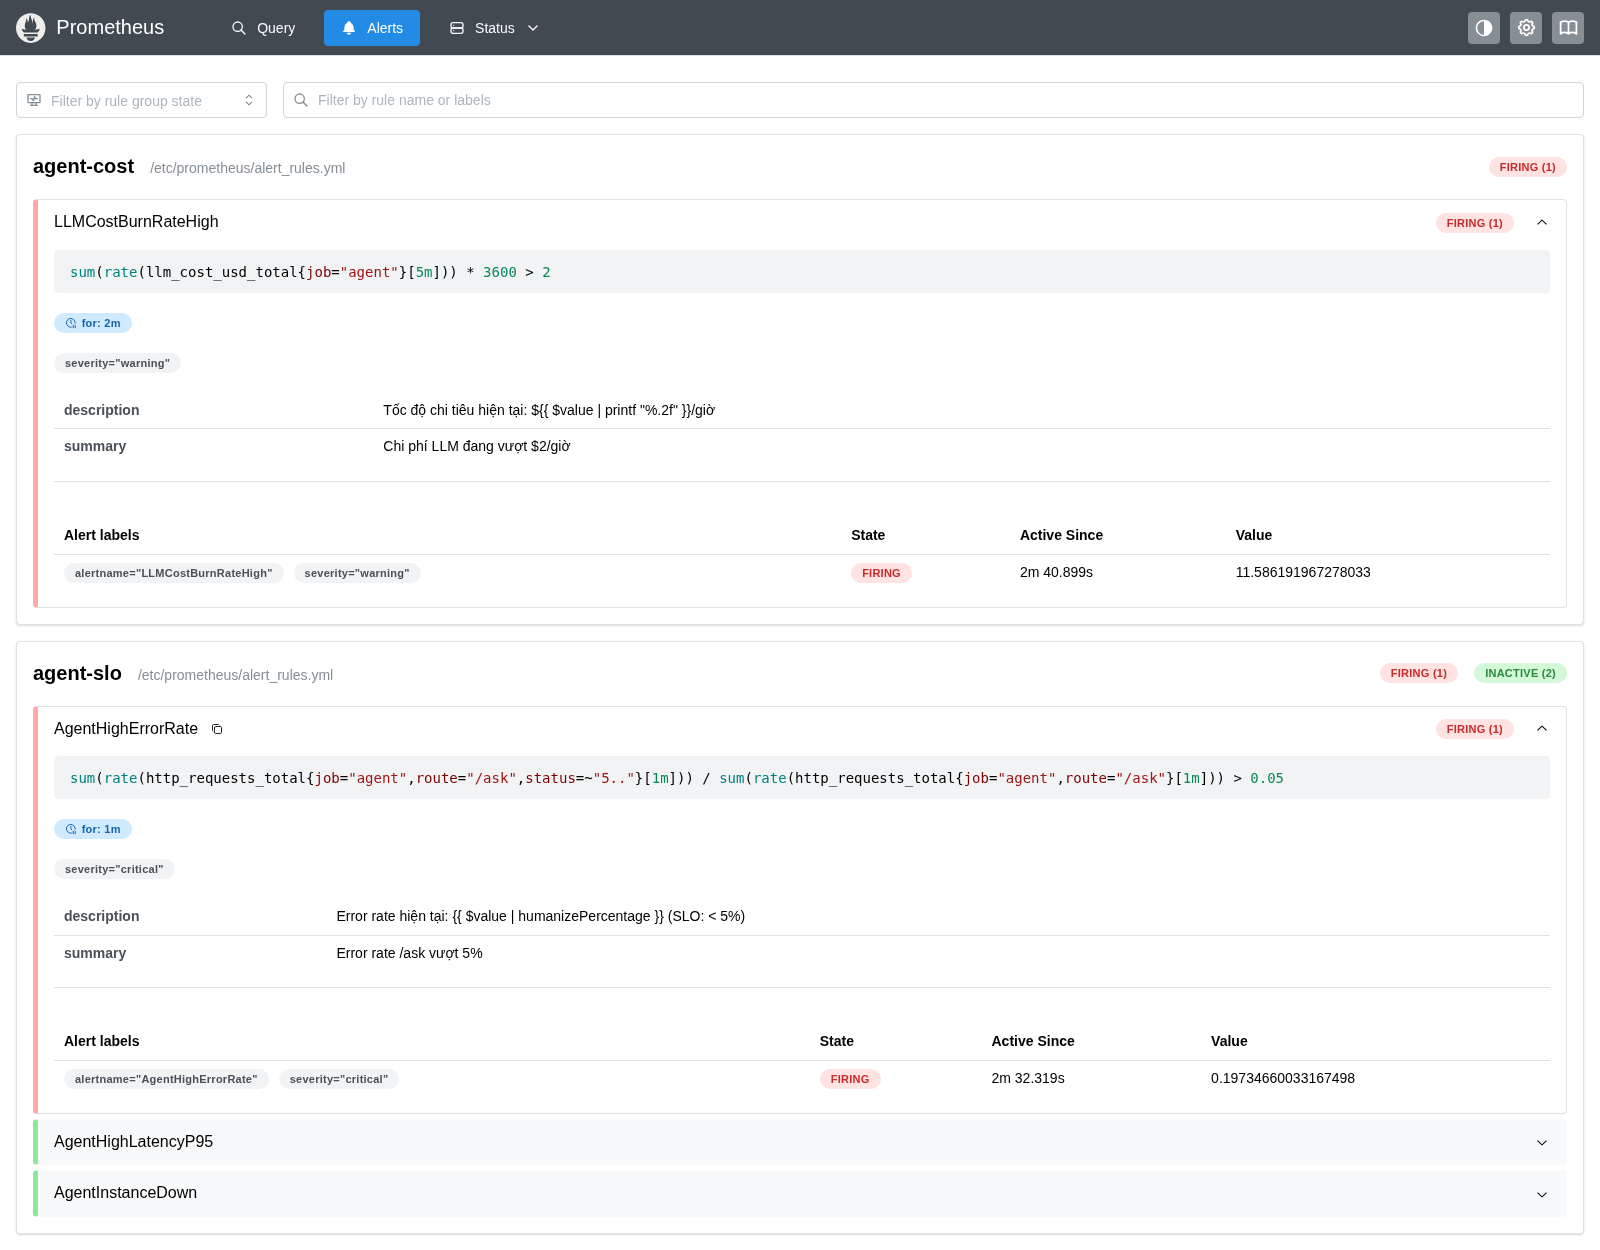 Prometheus Query Alerts Status
Filter by rule group state Filter by rule name or labels
agent-cost /etc/prometheus/alert_rules.yml FIRING (1)
LLMCostBurnRateHigh FIRING (1)
sum(rate(llm_cost_usd_total{job="agent"}[5m])) * 3600 > 2
for: 2m
severity="warning"
description Tốc độ chi tiêu hiện tại: ${{ $value | printf "%.2f" }}/giờ
summary Chi phí LLM đang vượt $2/giờ
Alert labels State Active Since Value
alertname="LLMCostBurnRateHigh" severity="warning" FIRING 2m 40.899s 11.586191967278033
agent-slo /etc/prometheus/alert_rules.yml FIRING (1) INACTIVE (2)
AgentHighErrorRate FIRING (1)
sum(rate(http_requests_total{job="agent",route="/ask",status=~"5.."}[1m])) / sum(rate(http_requests_total{job="agent",route="/ask"}[1m])) > 0.05
for: 1m
severity="critical"
description Error rate hiện tại: {{ $value | humanizePercentage }} (SLO: < 5%)
summary Error rate /ask vượt 5%
Alert labels State Active Since Value
alertname="AgentHighErrorRate" severity="critical" FIRING 2m 32.319s 0.19734660033167498
AgentHighLatencyP95
AgentInstanceDown